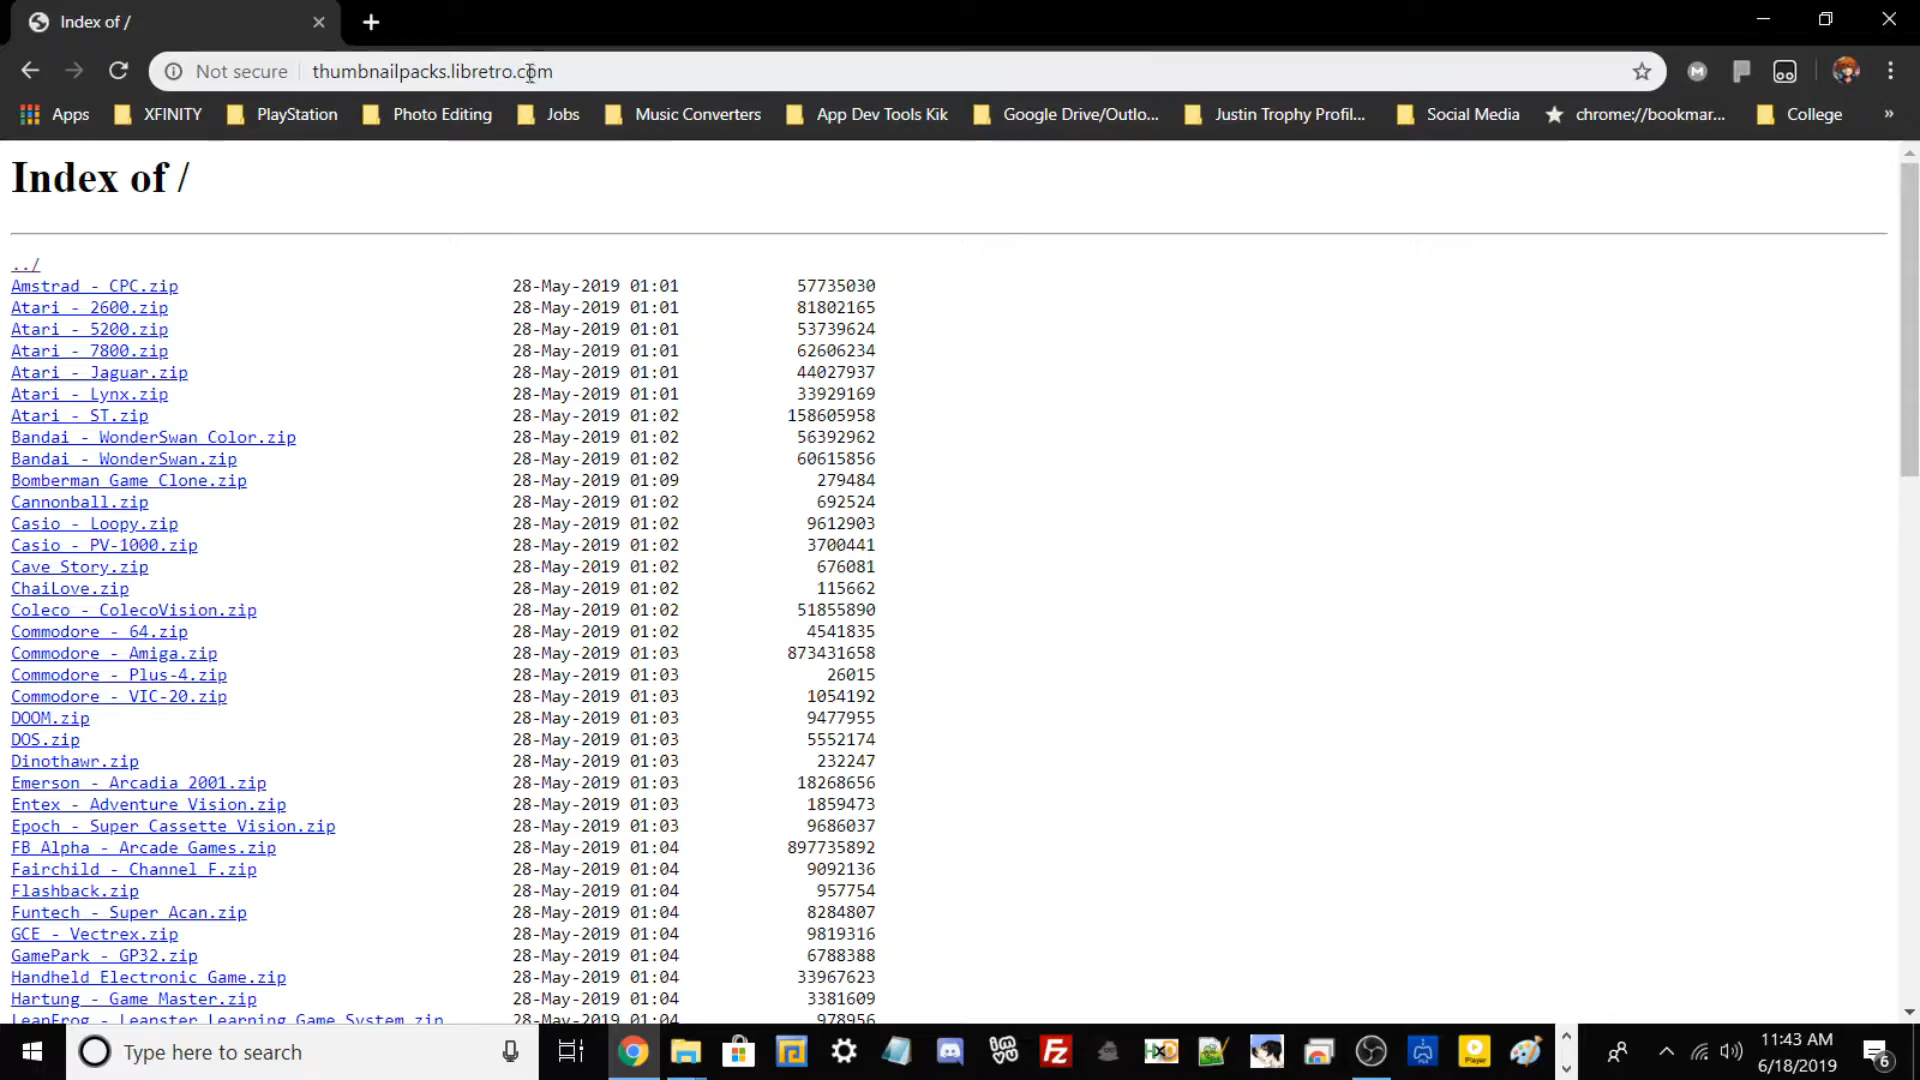 Index of /
Not secure thumbnailpacks.libretro.com
Apps XFINITY PlayStation Photo Editing Jobs Music Converters App Dev Tools Kik Google Drive/Outlo... Justin Trophy Profil... Social Media chrome://bookmar... College »
Index of /
../
Amstrad - CPC.zip 28-May-2019 01:01 57735030
Atari - 2600.zip 28-May-2019 01:01 81802165
Atari - 5200.zip 28-May-2019 01:01 53739624
Atari - 7800.zip 28-May-2019 01:01 62606234
Atari - Jaguar.zip 28-May-2019 01:01 44027937
Atari - Lynx.zip 28-May-2019 01:01 33929169
Atari - ST.zip 28-May-2019 01:02 158605958
Bandai - WonderSwan Color.zip 28-May-2019 01:02 56392962
Bandai - WonderSwan.zip 28-May-2019 01:02 60615856
Bomberman Game Clone.zip 28-May-2019 01:09 279484
Cannonball.zip 28-May-2019 01:02 692524
Casio - Loopy.zip 28-May-2019 01:02 9612903
Casio - PV-1000.zip 28-May-2019 01:02 3700441
Cave Story.zip 28-May-2019 01:02 676081
ChaiLove.zip 28-May-2019 01:02 115662
Coleco - ColecoVision.zip 28-May-2019 01:02 51855890
Commodore - 64.zip 28-May-2019 01:02 4541835
Commodore - Amiga.zip 28-May-2019 01:03 873431658
Commodore - Plus-4.zip 28-May-2019 01:03 26015
Commodore - VIC-20.zip 28-May-2019 01:03 1054192
DOOM.zip 28-May-2019 01:03 9477955
DOS.zip 28-May-2019 01:03 5552174
Dinothawr.zip 28-May-2019 01:03 232247
Emerson - Arcadia 2001.zip 28-May-2019 01:03 18268656
Entex - Adventure Vision.zip 28-May-2019 01:03 1859473
Epoch - Super Cassette Vision.zip 28-May-2019 01:03 9686037
FB Alpha - Arcade Games.zip 28-May-2019 01:04 897735892
Fairchild - Channel F.zip 28-May-2019 01:04 9092136
Flashback.zip 28-May-2019 01:04 957754
Funtech - Super Acan.zip 28-May-2019 01:04 8284807
GCE - Vectrex.zip 28-May-2019 01:04 9819316
GamePark - GP32.zip 28-May-2019 01:04 6788388
Handheld Electronic Game.zip 28-May-2019 01:04 33967623
Hartung - Game Master.zip 28-May-2019 01:04 3381609
LeapFrog - Leapster Learning Game System.zip 28-May-2019 01:04 978956
Type here to search
11:43 AM
6/18/2019
6